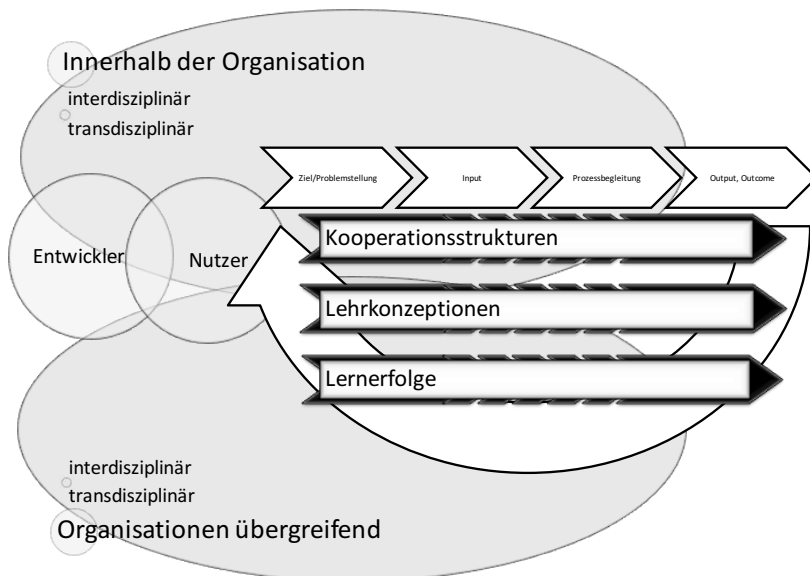 Innerhalb der Organisation
interdisziplinär
transdisziplinär
Ziel/Problemstellung
Input
Prozessbegleitung
Output, Outcome
Entwickler
Nutzer
Kooperationsstrukturen
Lehrkonzeptionen
Lernerfolge
interdisziplinär
transdisziplinär
Organisationen übergreifend